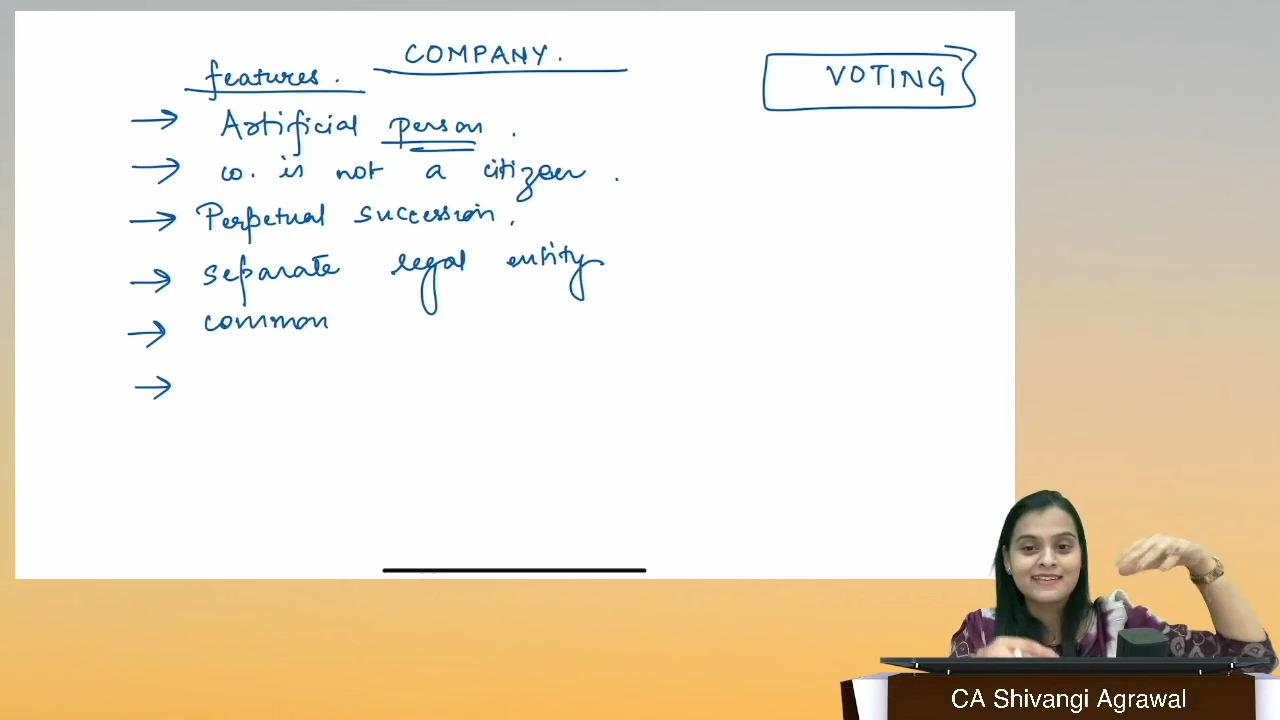 COMPANY.
VOTING
features.
→ Artificial person.
→ co. is not a citizen.
→ Perpetual succession.
→ separate legal entity
→ common
→
CA Shivangi Agrawal